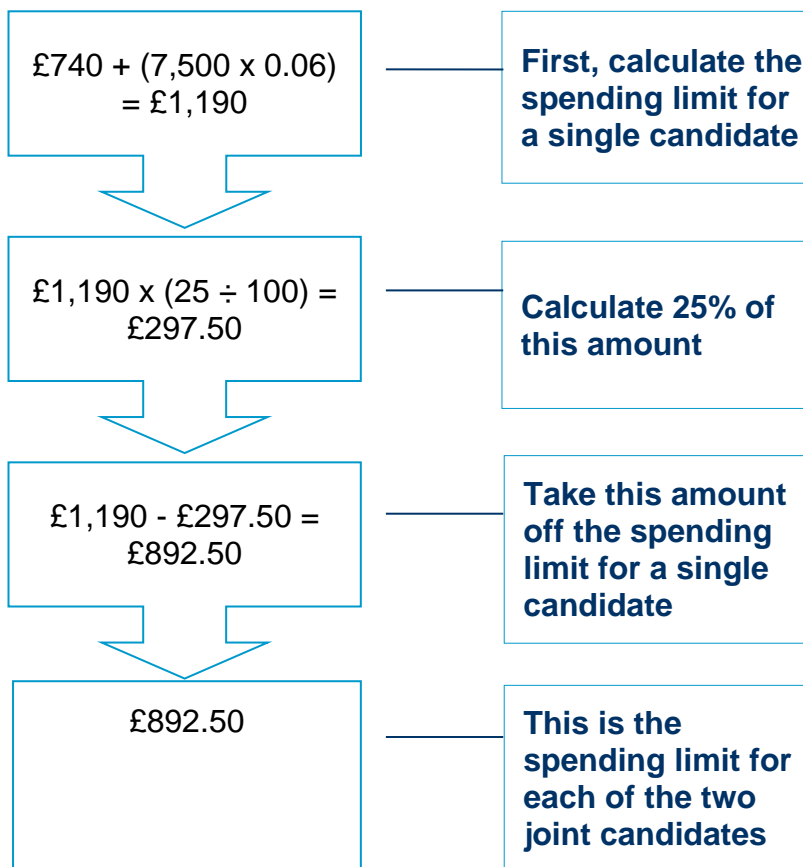 £740 + (7,500 x 0.06)
= £1,190
First, calculate the
spending limit for
a single candidate
£1,190 x (25 ÷ 100) =
£297.50
Calculate 25% of
this amount
£1,190 - £297.50 =
£892.50
Take this amount
off the spending
limit for a single
candidate
£892.50
This is the
spending limit for
each of the two
joint candidates